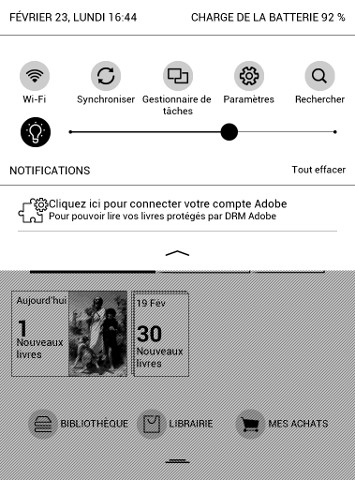 FÉVRIER 23, LUNDI 16:44
CHARGE DE LA BATTERIE 92 %
Wi-Fi
Synchroniser
Gestionnaire de
tâches
Paramètres
Rechercher
NOTIFICATIONS
Tout effacer
Cliquez ici pour connecter votre compte Adobe
Pour pouvoir lire vos livres protégés par DRM Adobe
Aujourd'hui
1
Nouveaux
livres
19 Fév
30
Nouveaux
livres
BIBLIOTHÈQUE
LIBRAIRIE
MES ACHATS